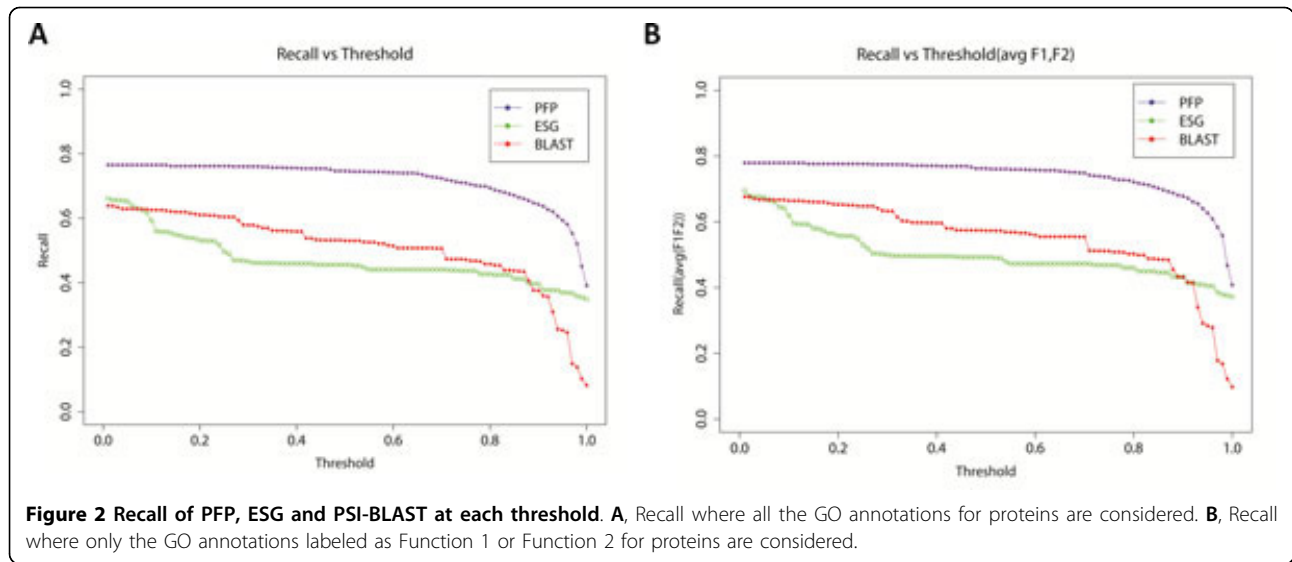 A
Recall vs Threshold
Recall
1.0
0.8
0.6
0.4
0.2
0.0
PFP
ESG
BLAST
0.0 0.2 0.4 0.6 0.8 1.0
Threshold
B
Recall vs Threshold(avg F1,F2)
Recall(avg(F1F2))
1.0
0.8
0.6
0.4
0.2
0.0
PFP
ESG
BLAST
0.0 0.2 0.4 0.6 0.8 1.0
Threshold
Figure 2 Recall of PFP, ESG and PSI-BLAST at each threshold. A, Recall where all the GO annotations for proteins are considered. B, Recall
where only the GO annotations labeled as Function 1 or Function 2 for proteins are considered.